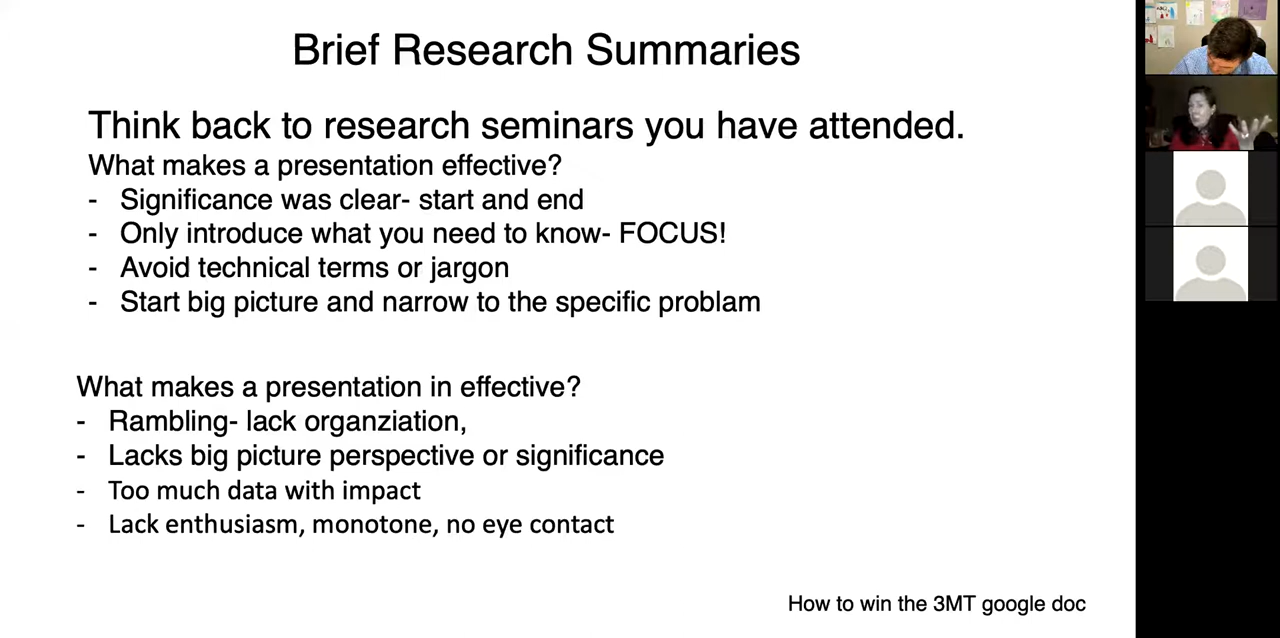 Brief Research Summaries
Think back to research seminars you have attended.
What makes a presentation effective?
- Significance was clear- start and end
- Only introduce what you need to know- FOCUS!
- Avoid technical terms or jargon
- Start big picture and narrow to the specific problam
What makes a presentation in effective?
- Rambling- lack organziation,
- Lacks big picture perspective or significance
- Too much data with impact
- Lack enthusiasm, monotone, no eye contact
How to win the 3MT google doc